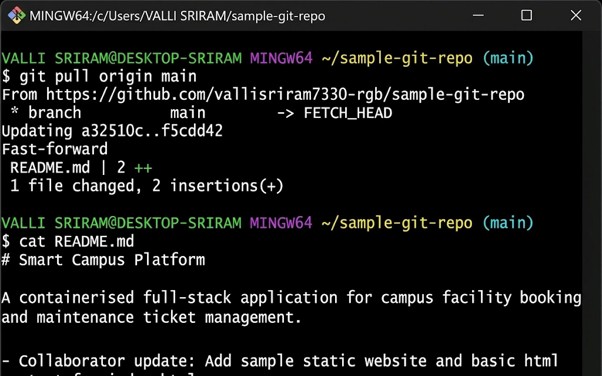 MINGW64:/c/Users/VALLI SRIRAM/sample-git-repo
VALLI SRIRAM@DESKTOP-SRIRAM MINGW64 ~/sample-git-repo (main)
$ git pull origin main
From https://github.com/vallisriram7330-rgb/sample-git-repo
 * branch            main       -> FETCH_HEAD
Updating a32510c..f5cdd42
Fast-forward
 README.md | 2 ++
 1 file changed, 2 insertions(+)
VALLI SRIRAM@DESKTOP-SRIRAM MINGW64 ~/sample-git-repo (main)
$ cat README.md
# Smart Campus Platform
A containerised full-stack application for campus facility booking
and maintenance ticket management.
- Collaborator update: Add sample static website and basic html